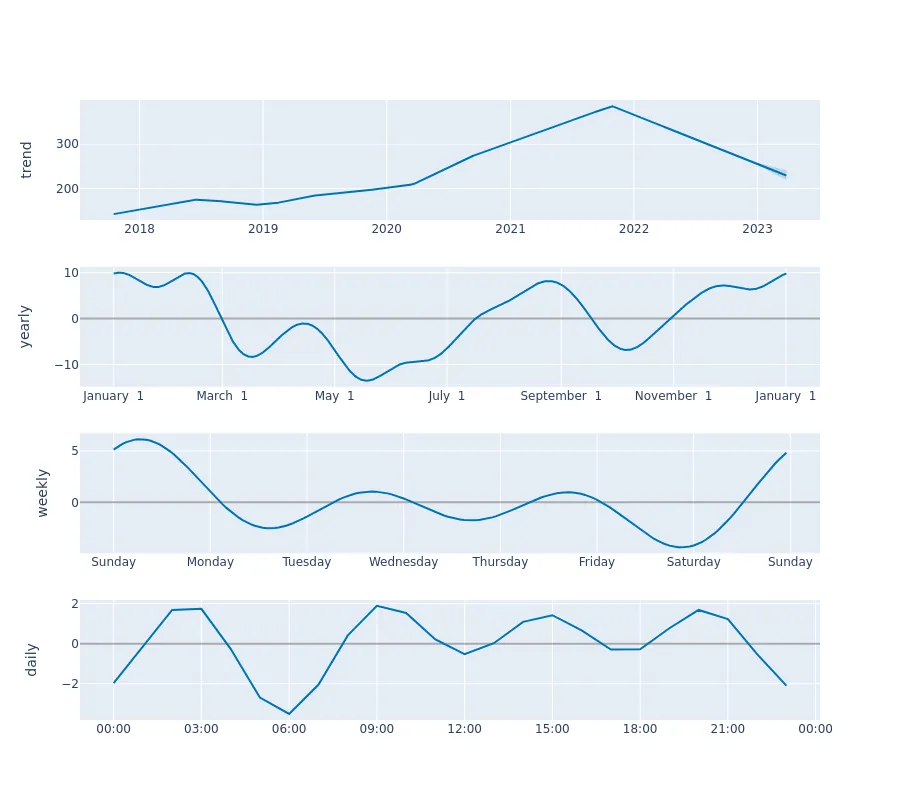 trend
300
200
2018 2019 2020 2021 2022 2023
yearly
10
0
−10
January 1 March 1 May 1 July 1 September 1 November 1 January 1
weekly
5
0
Sunday Monday Tuesday Wednesday Thursday Friday Saturday Sunday
daily
2
0
−2
00:00 03:00 06:00 09:00 12:00 15:00 18:00 21:00 00:00